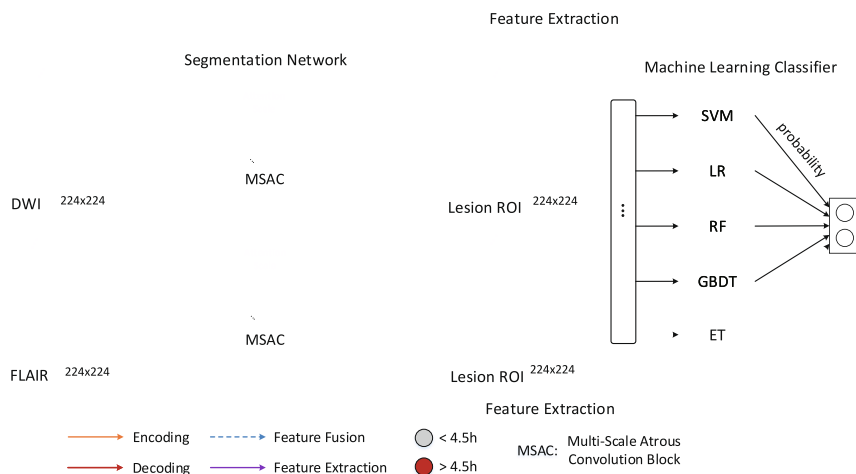 Feature Extraction
Segmentation Network
Machine Learning Classifier
SVM
probability
MSAC
LR
DWI 224x224
Lesion ROI 224x224
RF
GBDT
MSAC
ET
FLAIR 224x224
Lesion ROI 224x224
Feature Extraction
Encoding
Feature Fusion
< 4.5h
MSAC: Multi-Scale Atrous
Convolution Block
Decoding
Feature Extraction
> 4.5h